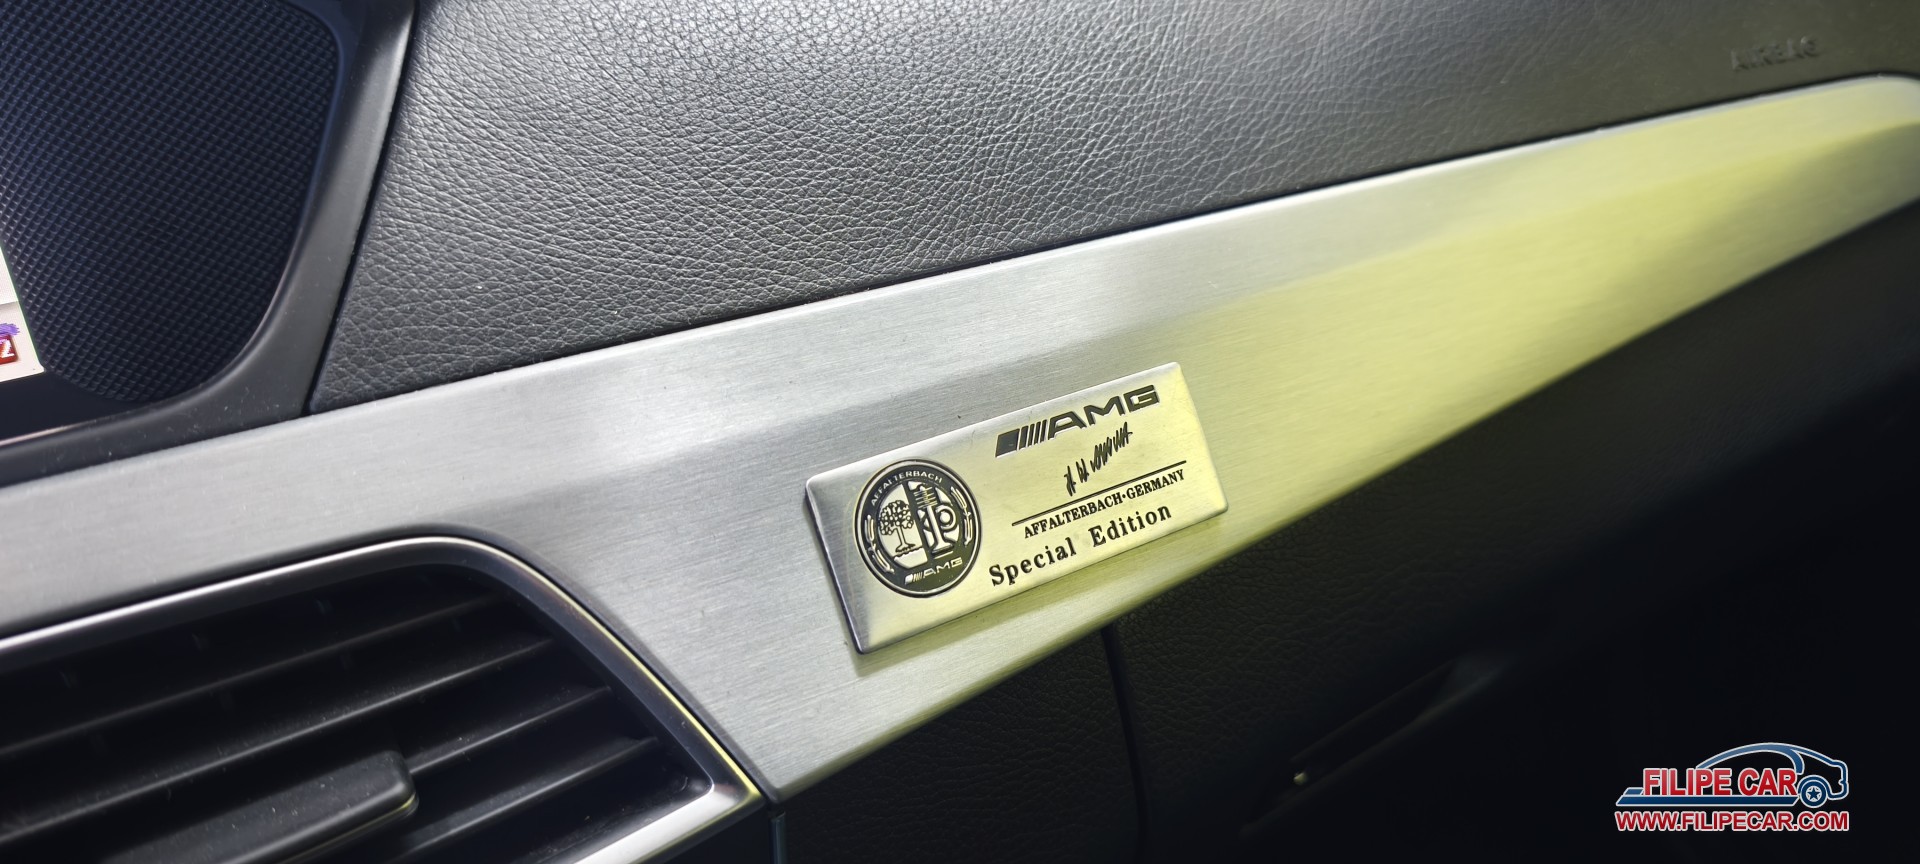 AIRBAG
AMG
AFFALTERBACH
AMG
AFFALTERBACH·GERMANY
Special Edition
FILIPE CAR
WWW.FILIPECAR.COM